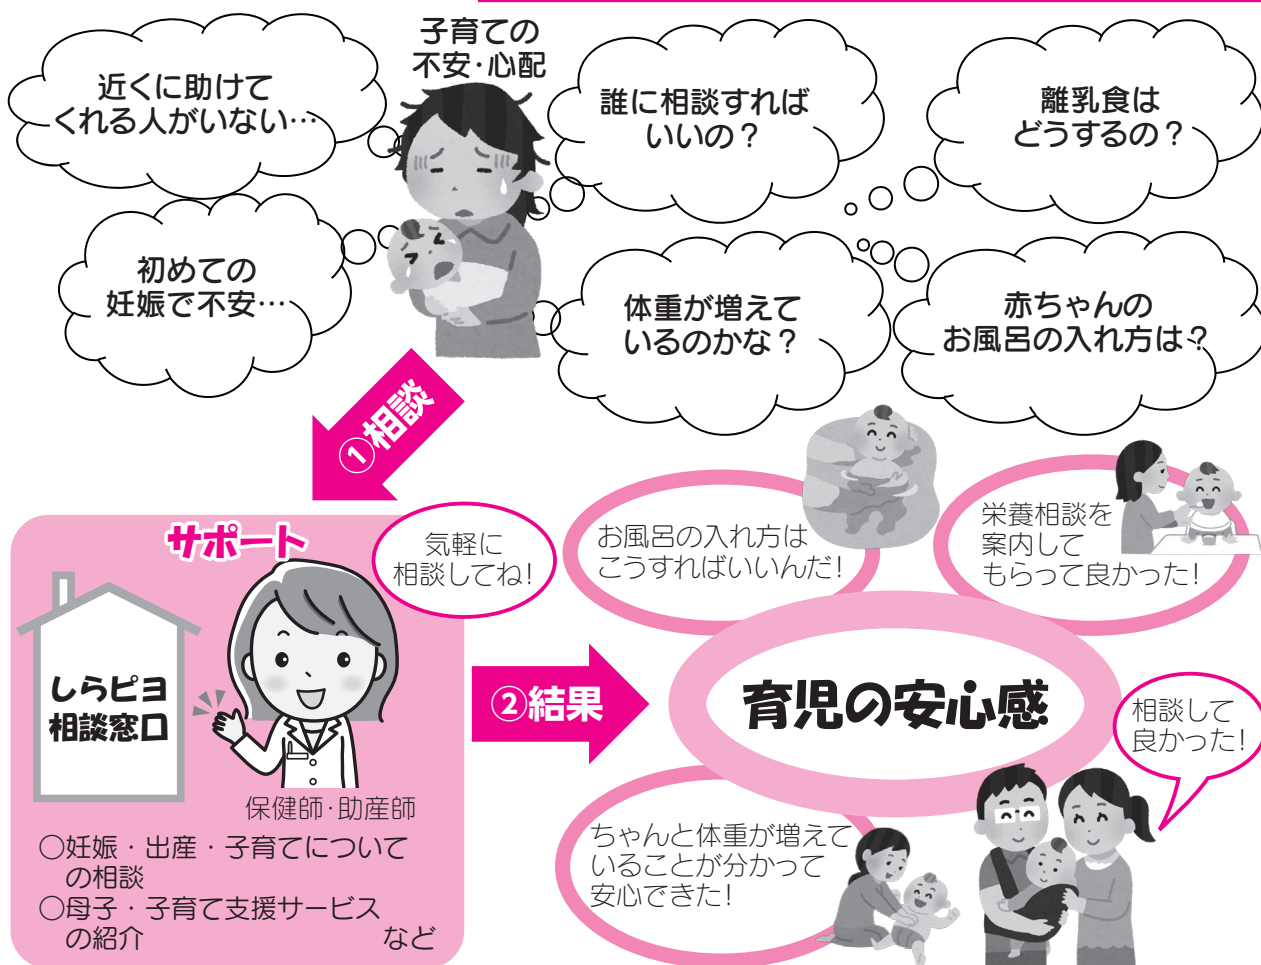 子育ての
不安・心配
近くに助けて
くれる人がいない…
誰に相談すれば
いいの？
離乳食は
どうするの？
初めての
妊娠で不安…
体重が増えて
いるのかな？
赤ちゃんの
お風呂の入れ方は？
①相談
サポート
気軽に
相談してね！
しらピヨ
相談窓口
保健師・助産師
○妊娠・出産・子育てについて
の相談
○母子・子育て支援サービス
の紹介 など
②結果
お風呂の入れ方は
こうすればいいんだ！
栄養相談を
案内して
もらって良かった！
育児の安心感
相談して
良かった！
ちゃんと体重が増えて
いることが分かって
安心できた！